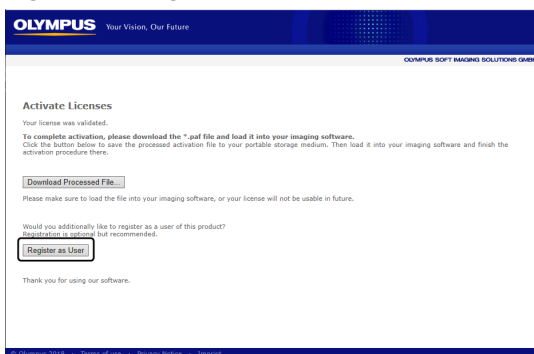 OLYMPUS Your Vision, Our Future
OLYMPUS SOFT IMAGING SOLUTIONS GMBH
Activate Licenses
Your license was validated.
To complete activation, please download the *.paf file and load it into your imaging software.
Click the button below to save the processed activation file to your portable storage medium. Then load it into your imaging software and finish the
activation procedure there.
Download Processed File...
Please make sure to load the file into your imaging software, or your license will not be usable in future.
Would you additionally like to register as a user of this product?
Registration is optional but recommended.
Register as User
Thank you for using our software.
© Olympus 2018 - Terms of use - Privacy Notice - Imprint